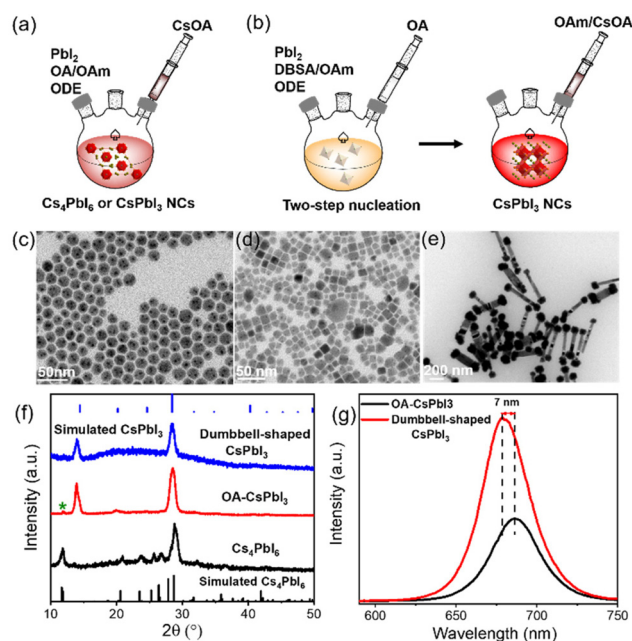 (a)
CsOA
PbI₂
OA/OAm
ODE
Cs₄PbI₆ or CsPbI₃ NCs
(b)
OA
OAm/CsOA
PbI₂
DBSA/OAm
ODE
Two-step nucleation
CsPbI₃ NCs
(c)
50nm
(d)
50 nm
(e)
200 nm
(f)
Simulated CsPbI₃
Dumbbell-shaped
CsPbI₃
OA-CsPbI₃
*
Cs₄PbI₆
Simulated Cs₄PbI₆
Intensity (a.u.)
10 20 30 40 50
2θ (°)
(g)
OA-CsPbI3
Dumbbell-shaped
CsPbI₃
7 nm
Intensity (a.u.)
600 650 700 750
Wavelength (nm)